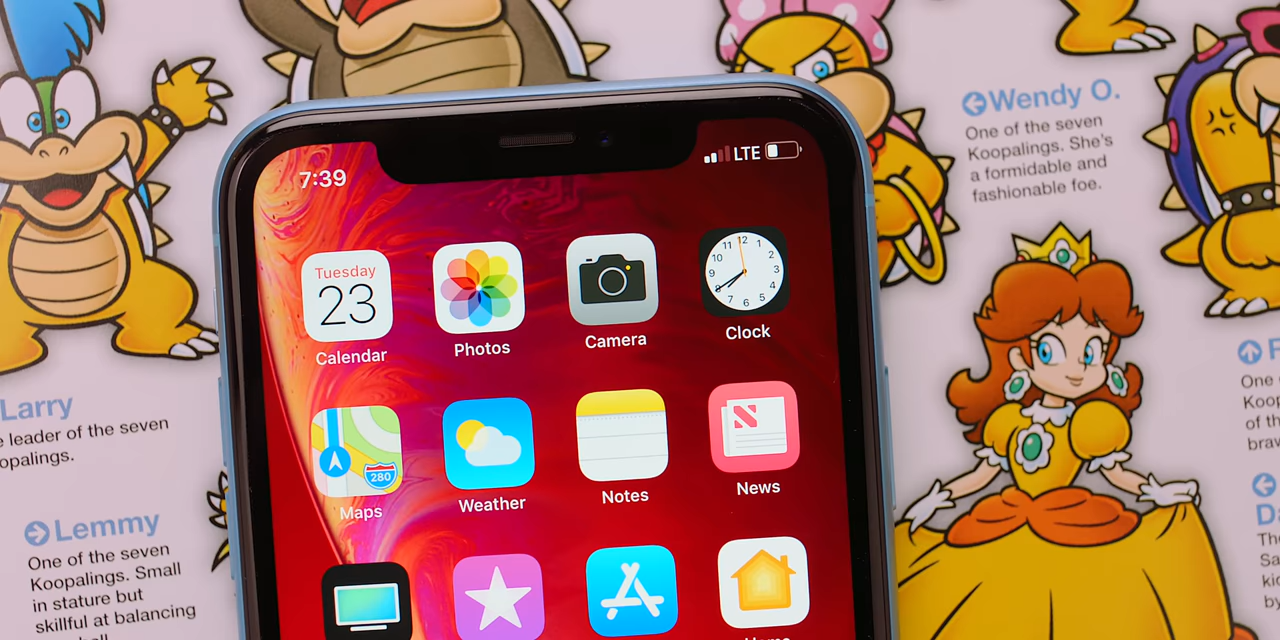 7:39
LTE
Tuesday
23
Calendar
Photos
Camera
Clock
Maps
280
Weather
Notes
News
Larry
leader of the seven
Lemmy
One of the seven
Koopalings. Small
in stature but
skillful at balancing
Wendy O.
One of the seven
Koopalings. She's
a formidable and
fashionable foe.